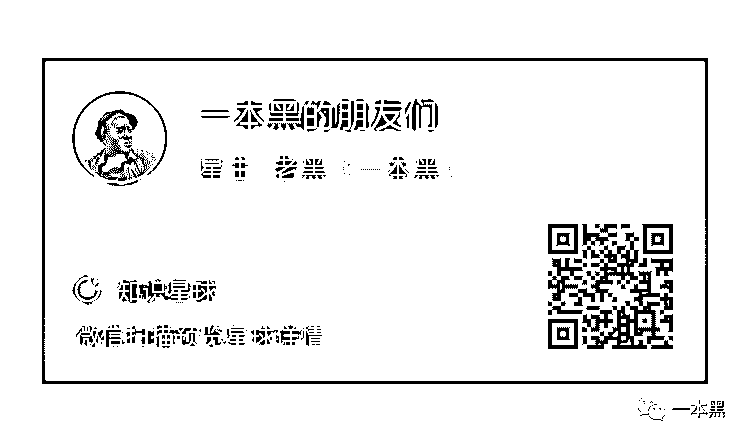 一本黑的朋友们
星主 老黑（一本黑）
知识星球
微信扫描预览星球详情
一本黑